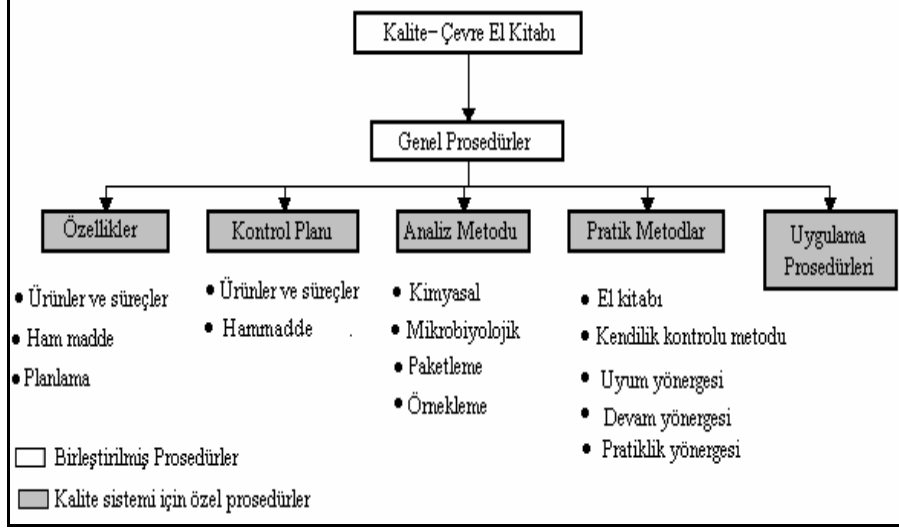 Kalite-Çevre El Kitabı
Genel Prosedürler
Özellikler
• Ürünler ve süreçler
• Ham madde
• Planlama
Kontrol Planı
• Ürünler ve süreçler
• Hammadde .
Analiz Metodu
• Kimyasal
• Mikrobiyolojik
• Paketleme
• Örnekleme
Pratik Metodlar
• El kitabı
• Kendilik kontrolu metodu
• Uyum yönergesi
• Devam yönergesi
• Pratiklik yönergesi
Uygulama
Prosedürleri
Birleştirilmiş Prosedürler
Kalite sistemi için özel prosedürler